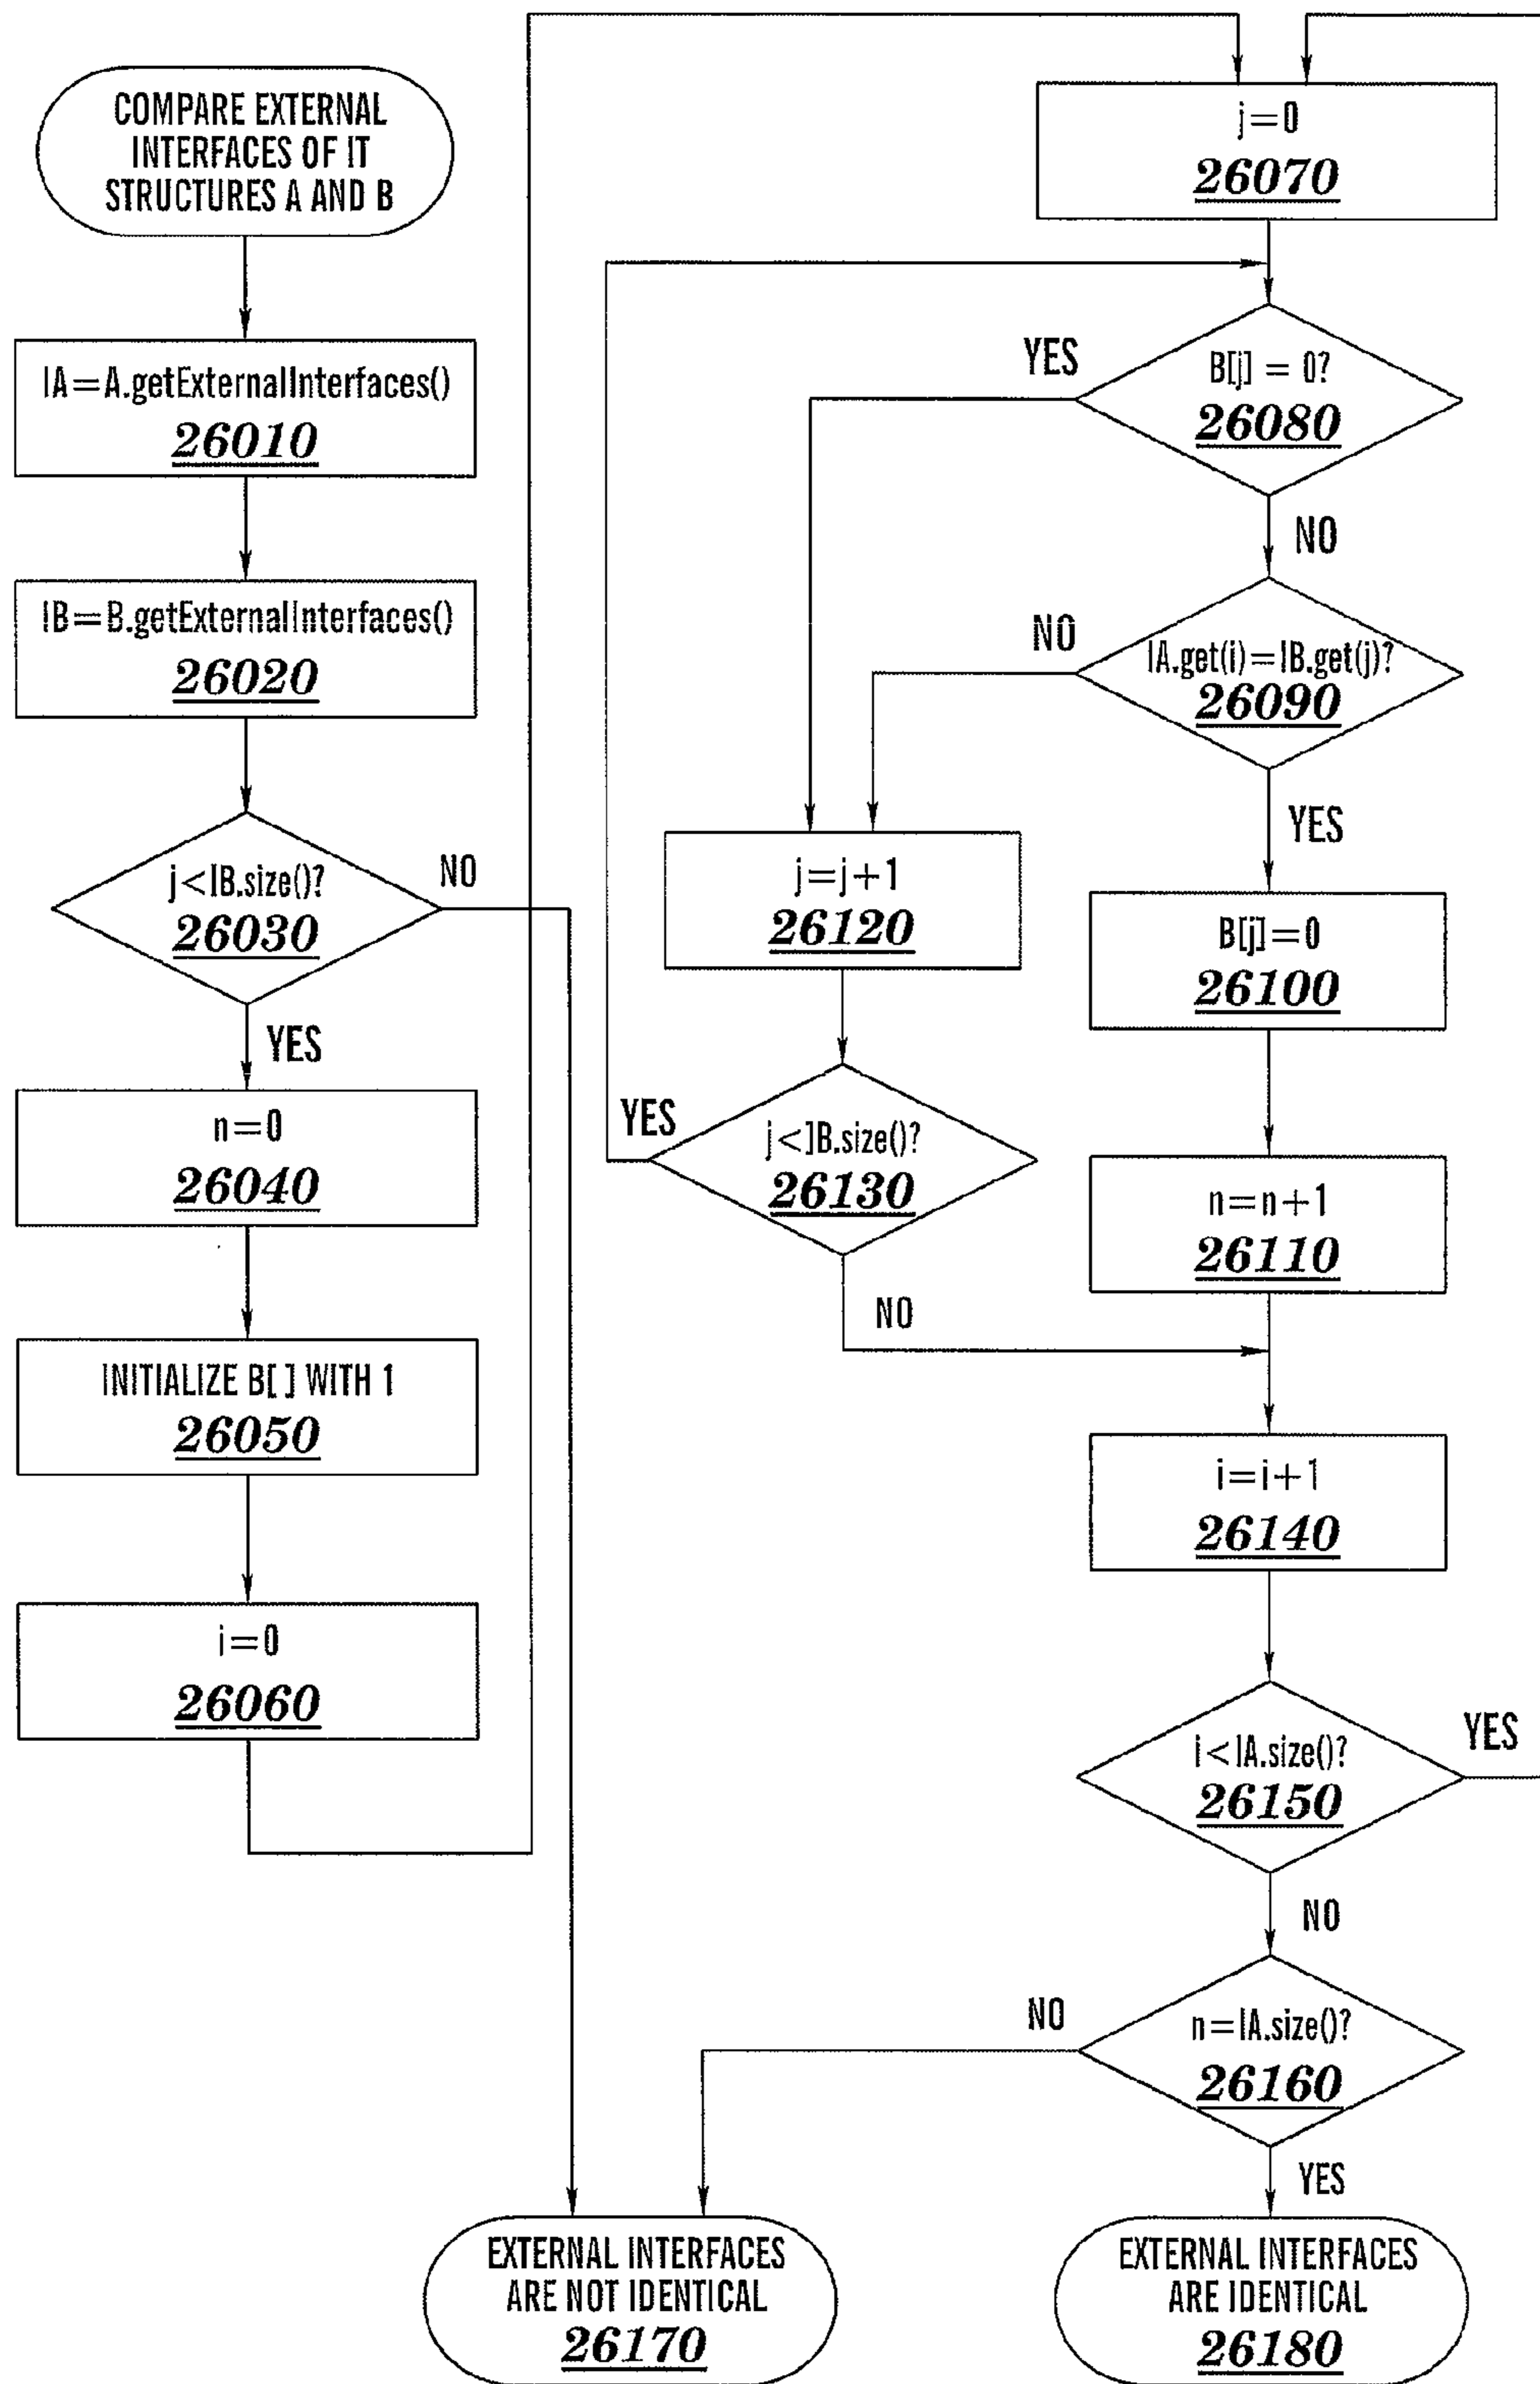 COMPARE EXTERNAL
INTERFACES OF IT
STRUCTURES A AND B
IA=A.getExternalInterfaces()
26010
IB=B.getExternalInterfaces()
26020
j<IB.size()?
26030
NO
YES
n=0
26040
INITIALIZE B[ ] WITH 1
26050
i=0
26060
j=0
26070
B[j] = 0?
26080
YES
NO
IA.get(i)=IB.get(j)?
26090
NO
YES
j=j+1
26120
B[j]=0
26100
j<]B.size()?
26130
YES
NO
n=n+1
26110
i=i+1
26140
i<IA.size()?
26150
YES
NO
n=IA.size()?
26160
NO
YES
EXTERNAL INTERFACES
ARE NOT IDENTICAL
26170
EXTERNAL INTERFACES
ARE IDENTICAL
26180